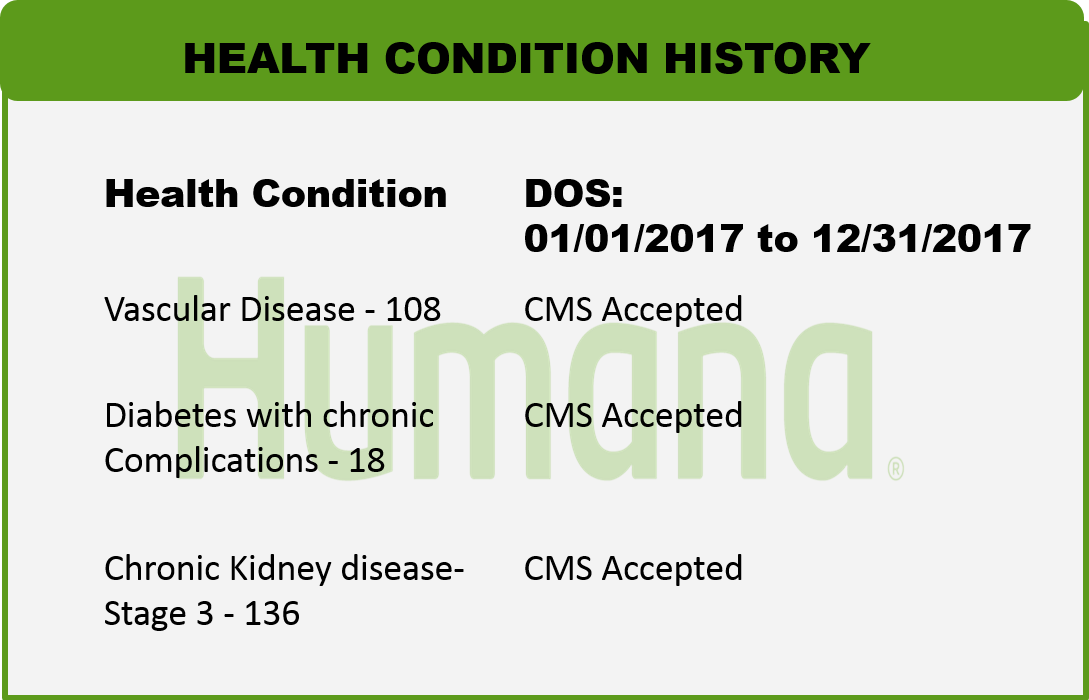 HEALTH CONDITION HISTORY
Health Condition
DOS:
01/01/2017 to 12/31/2017
Vascular Disease - 108
CMS Accepted
Diabetes with chronic
Complications - 18
CMS Accepted
Chronic Kidney disease-
Stage 3 - 136
CMS Accepted
Humana®